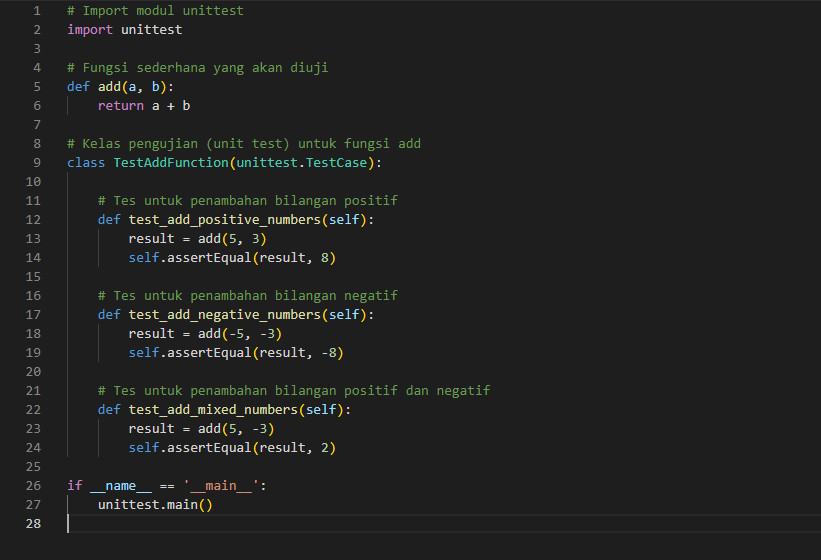 1 # Import modul unittest
2 import unittest
3
4 # Fungsi sederhana yang akan diuji
5 def add(a, b):
6     return a + b
7
8 # Kelas pengujian (unit test) untuk fungsi add
9 class TestAddFunction(unittest.TestCase):
10
11     # Tes untuk penambahan bilangan positif
12     def test_add_positive_numbers(self):
13         result = add(5, 3)
14         self.assertEqual(result, 8)
15
16     # Tes untuk penambahan bilangan negatif
17     def test_add_negative_numbers(self):
18         result = add(-5, -3)
19         self.assertEqual(result, -8)
20
21     # Tes untuk penambahan bilangan positif dan negatif
22     def test_add_mixed_numbers(self):
23         result = add(5, -3)
24         self.assertEqual(result, 2)
25
26 if __name__ == '__main__':
27     unittest.main()
28